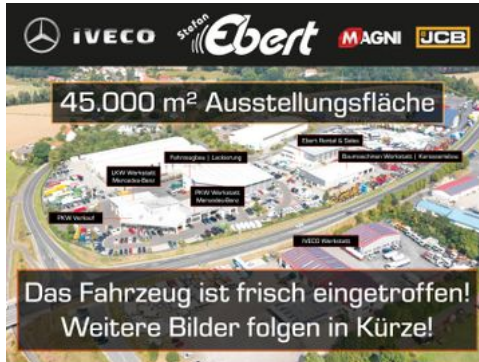 IVECO Stefan Ebert MAGNI JCB
45.000 m² Ausstellungsfläche
Ebert Rental & Sales
Fahrzeugbau | Lackierung
Baumaschinen Werkstatt | Karosseriebau
LKW Werkstatt
Mercedes-Benz
PKW Werkstatt
Mercedes-Benz
PKW Verkauf
IVECO Werkstatt
Das Fahrzeug ist frisch eingetroffen!
Weitere Bilder folgen in Kürze!